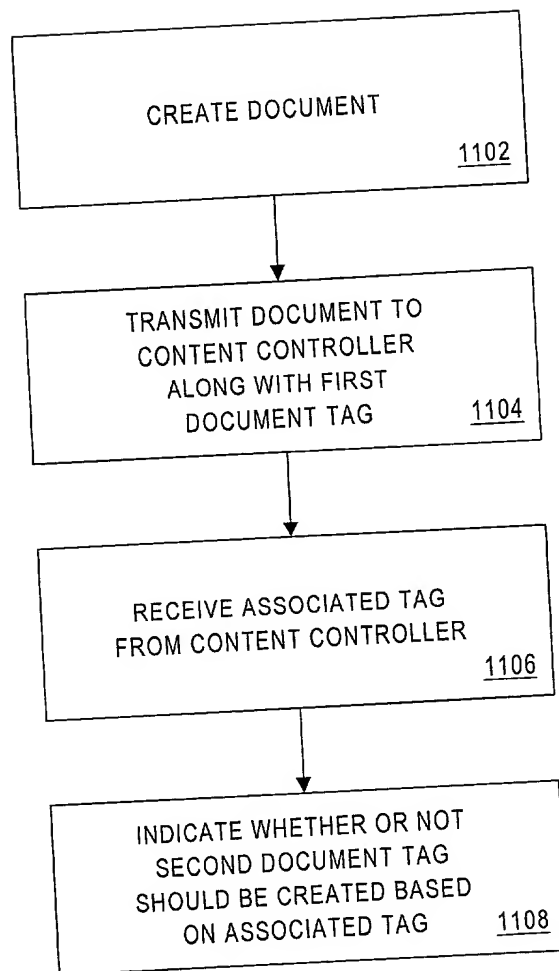 CREATE DOCUMENT
1102
TRANSMIT DOCUMENT TO
CONTENT CONTROLLER
ALONG WITH FIRST
DOCUMENT TAG
1104
RECEIVE ASSOCIATED TAG
FROM CONTENT CONTROLLER
1106
INDICATE WHETHER OR NOT
SECOND DOCUMENT TAG
SHOULD BE CREATED BASED
ON ASSOCIATED TAG
1108